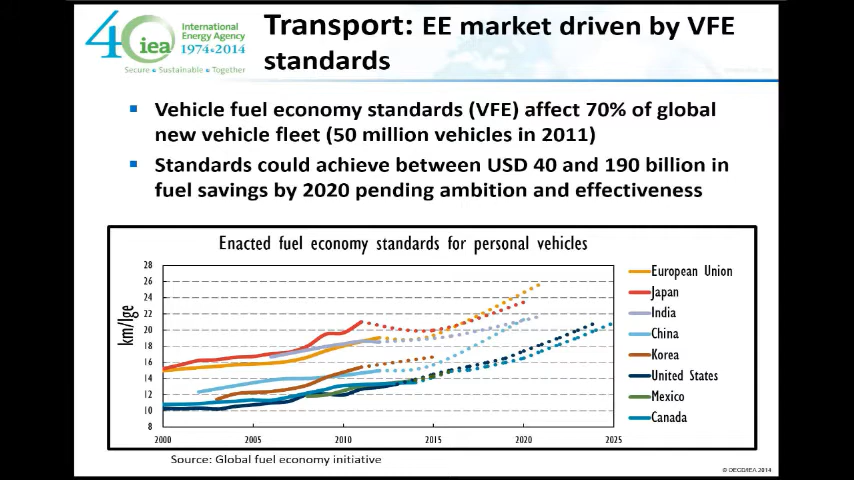 40
iea
International
Energy Agency
1974•2014
Secure • Sustainable • Together
Transport: EE market driven by VFE
standards
Vehicle fuel economy standards (VFE) affect 70% of global
new vehicle fleet (50 million vehicles in 2011)
Standards could achieve between USD 40 and 190 billion in
fuel savings by 2020 pending ambition and effectiveness
Enacted fuel economy standards for personal vehicles
km/lge
28
26
24
22
20
18
16
14
12
10
8
2000
2005
2010
2015
2020
2025
European Union
Japan
India
China
Korea
United States
Mexico
Canada
Source: Global fuel economy initiative
© OECD/IEA 2014